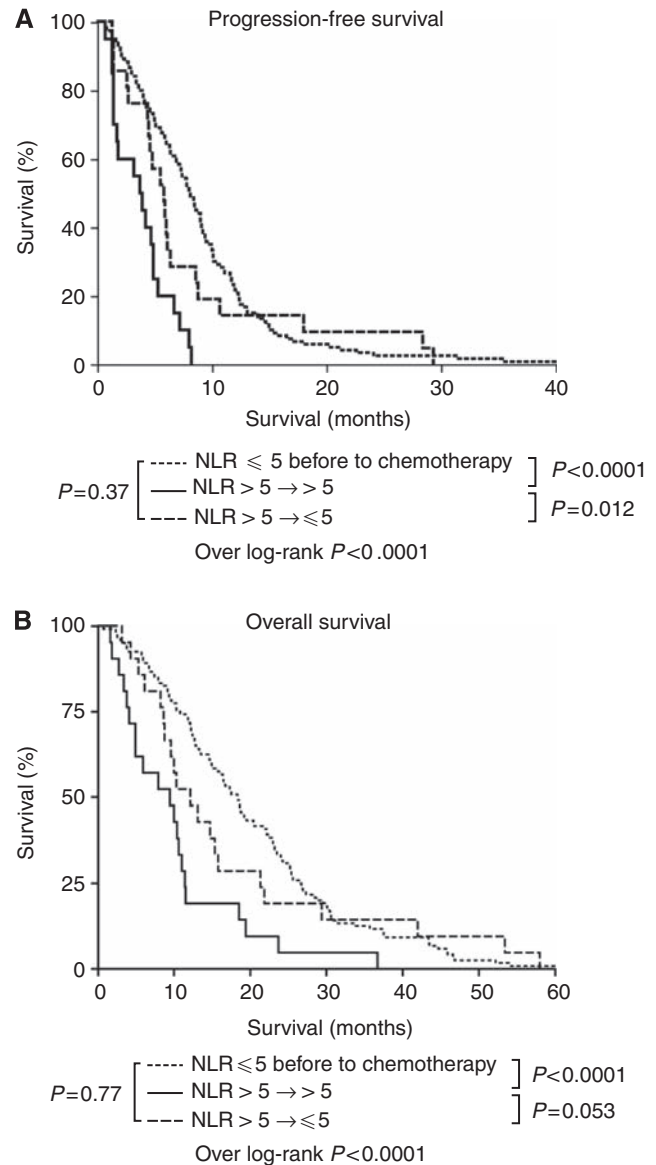 A Progression-free survival
100
80
60
40
20
0
Survival (%)
0 10 20 30 40
Survival (months)
NLR ⩽ 5 before to chemotherapy
NLR > 5 → > 5
NLR > 5 → ⩽ 5
P=0.37
P<0.0001
P=0.012
Over log-rank P<0.0001
B Overall survival
100
75
50
25
0
Survival (%)
0 10 20 30 40 50 60
Survival (months)
NLR ⩽ 5 before to chemotherapy
NLR > 5 → > 5
NLR > 5 → ⩽ 5
P=0.77
P<0.0001
P=0.053
Over log-rank P<0.0001